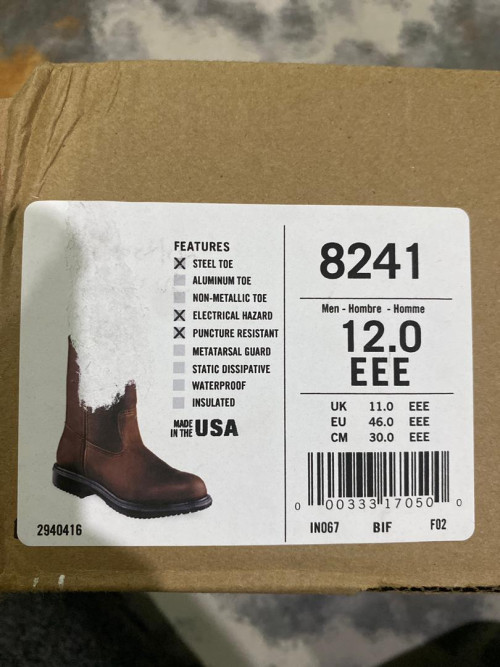 FEATURES
STEEL TOE
ALUMINUM TOE
NON-METALLIC TOE
ELECTRICAL HAZARD
PUNCTURE RESISTANT
METATARSAL GUARD
STATIC DISSIPATIVE
WATERPROOF
INSULATED
MADE IN THE USA
2940416
8241
Men - Hombre - Homme
12.0
EEE
UK 11.0 EEE
EU 46.0 EEE
CM 30.0 EEE
0 00333 17050 0
IN067 BIF F02